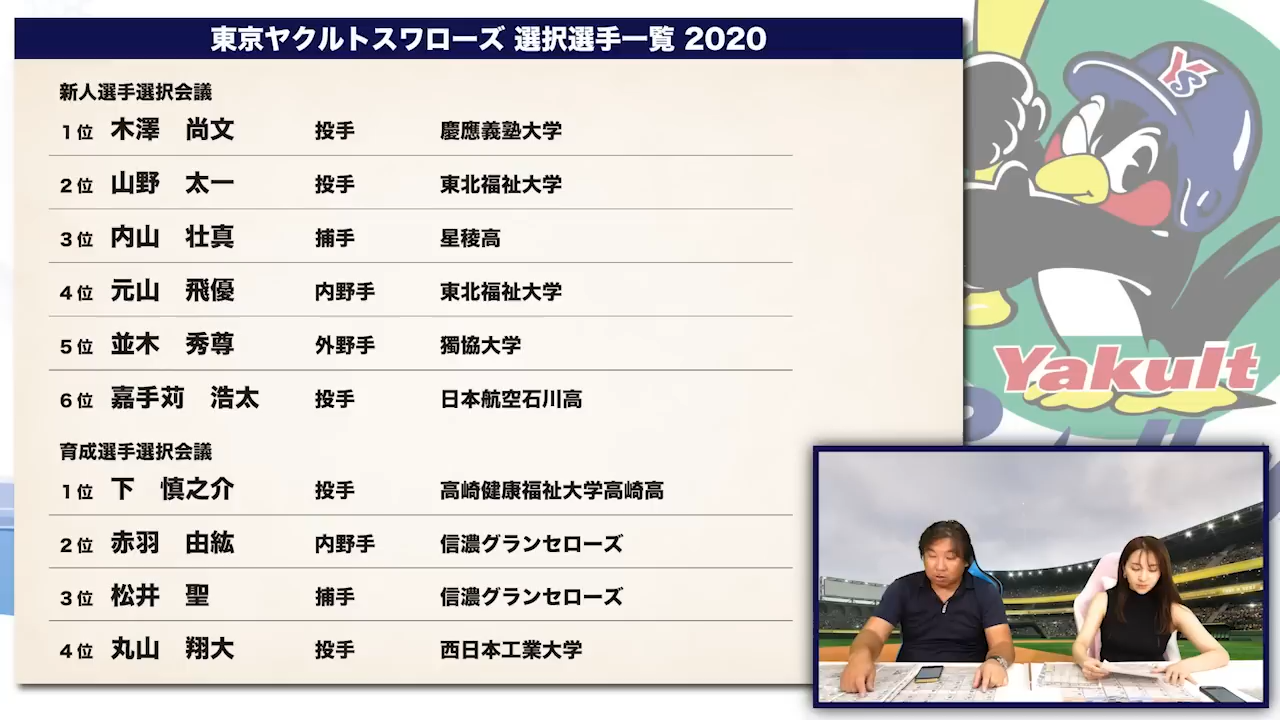 東京ヤクルトスワローズ 選択選手一覧 2020
新人選手選択会議
1位 木澤 尚文 投手 慶應義塾大学
2位 山野 太一 投手 東北福祉大学
3位 内山 壮真 捕手 星稜高
4位 元山 飛優 内野手 東北福祉大学
5位 並木 秀尊 外野手 獨協大学
6位 嘉手苅 浩太 投手 日本航空石川高
育成選手選択会議
1位 下 慎之介 投手 高崎健康福祉大学高崎高
2位 赤羽 由紘 内野手 信濃グランセローズ
3位 松井 聖 捕手 信濃グランセローズ
4位 丸山 翔大 投手 西日本工業大学
YS
Yakult